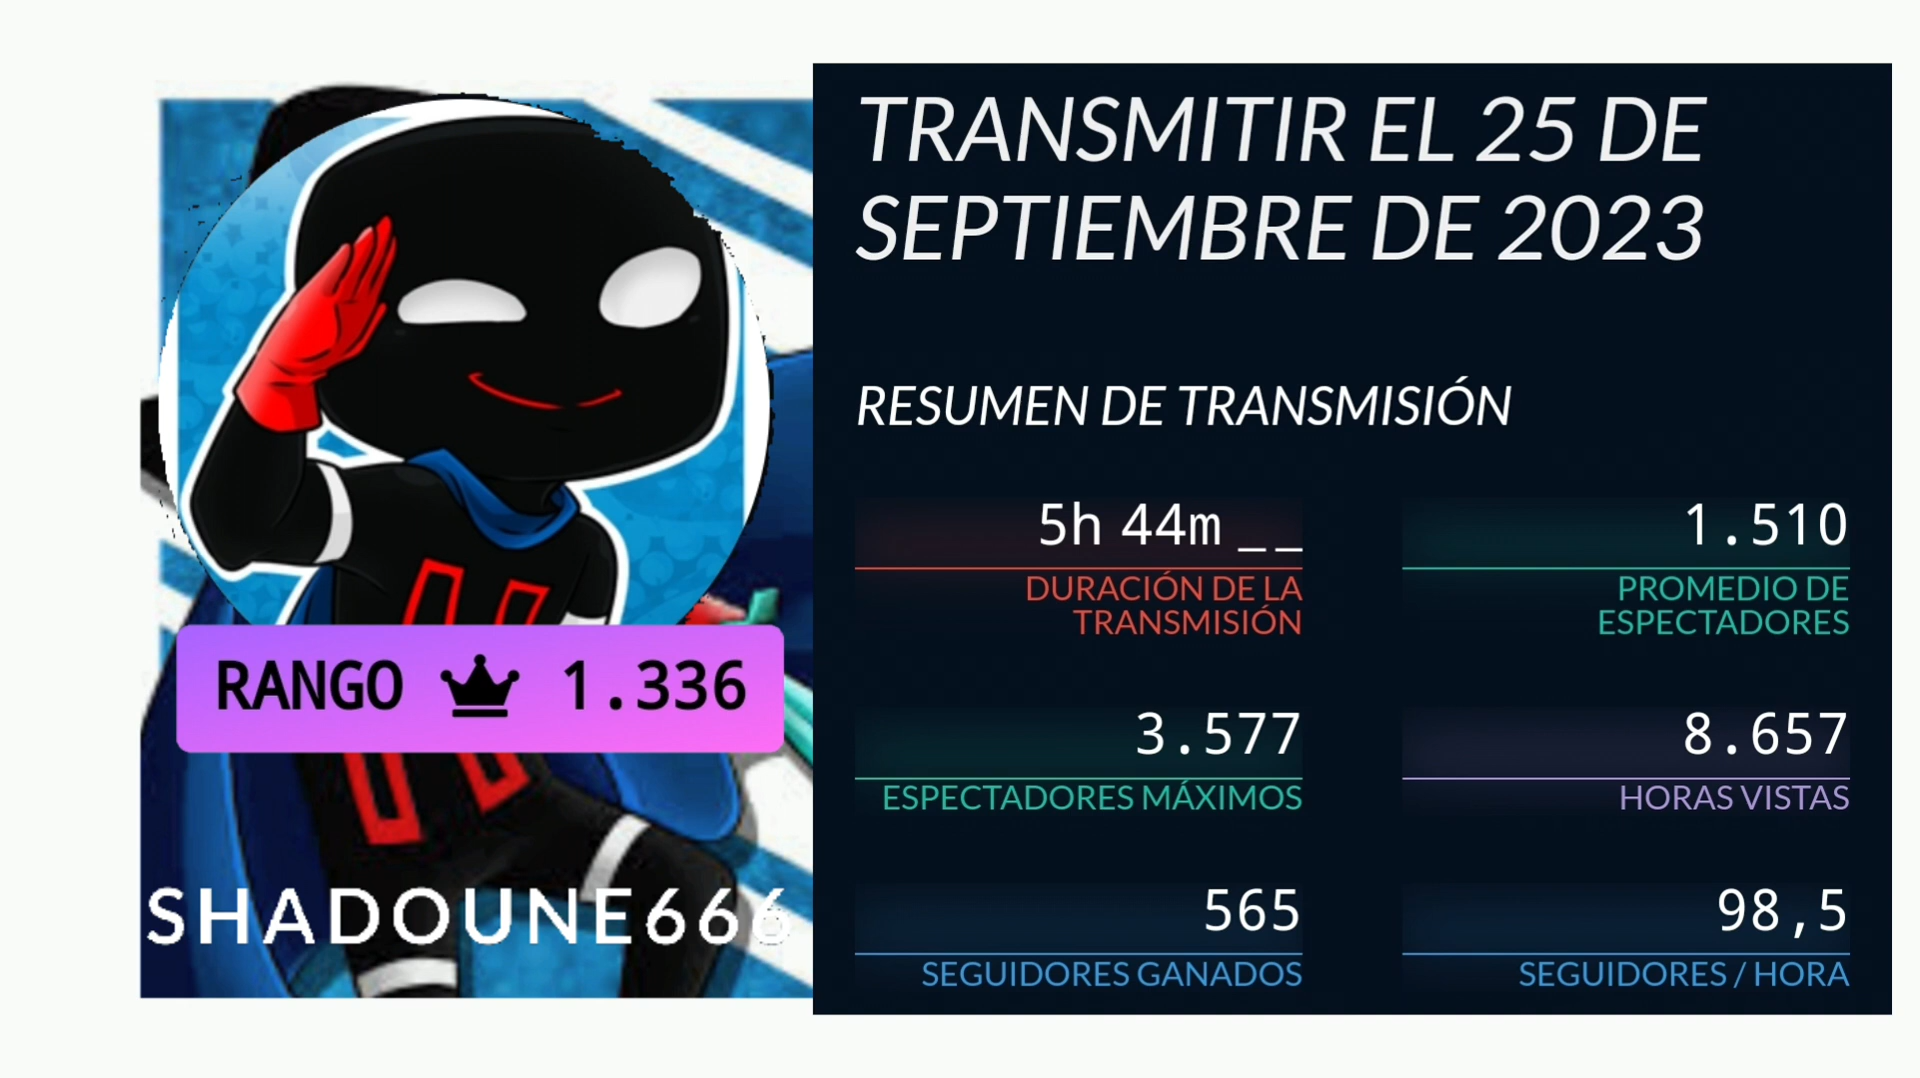 RANGO 1.336
SHADOUNE666
TRANSMITIR EL 25 DE
SEPTIEMBRE DE 2023
RESUMEN DE TRANSMISIÓN
5h 44m _ _
DURACIÓN DE LA
TRANSMISIÓN
1.510
PROMEDIO DE
ESPECTADORES
3.577
ESPECTADORES MÁXIMOS
8.657
HORAS VISTAS
565
SEGUIDORES GANADOS
98,5
SEGUIDORES / HORA